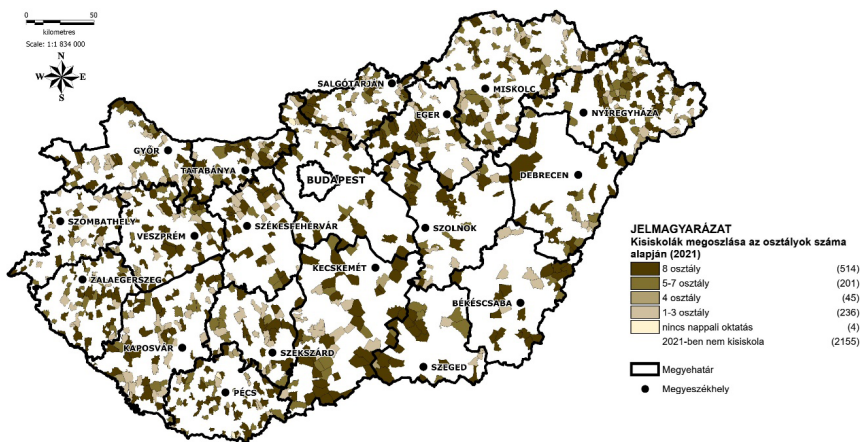 0 50
kilometres
Scale: 1:1 834 000
N
W E
S
SALGÓTARJÁN
MISKOLC
EGER
NYÍREGYHÁZA
GYŐR
TATABÁNYA
BUDAPEST
DEBRECEN
SZOMBATHELY
VESZPRÉM
SZÉKESFEHÉRVÁR
SZOLNOK
KECSKEMÉT
ZALAEGERSZEG
BÉKÉSCSABA
KAPOSVÁR
SZEKSZÁRD
SZEGED
PÉCS
JELMAGYARÁZAT
Kisiskolák megoszlása az osztályok száma
alapján (2021)
8 osztály (514)
5-7 osztály (201)
4 osztály (45)
1-3 osztály (236)
nincs nappali oktatás (4)
2021-ben nem kisiskola (2155)
Megyehatár
Megyeszékhely